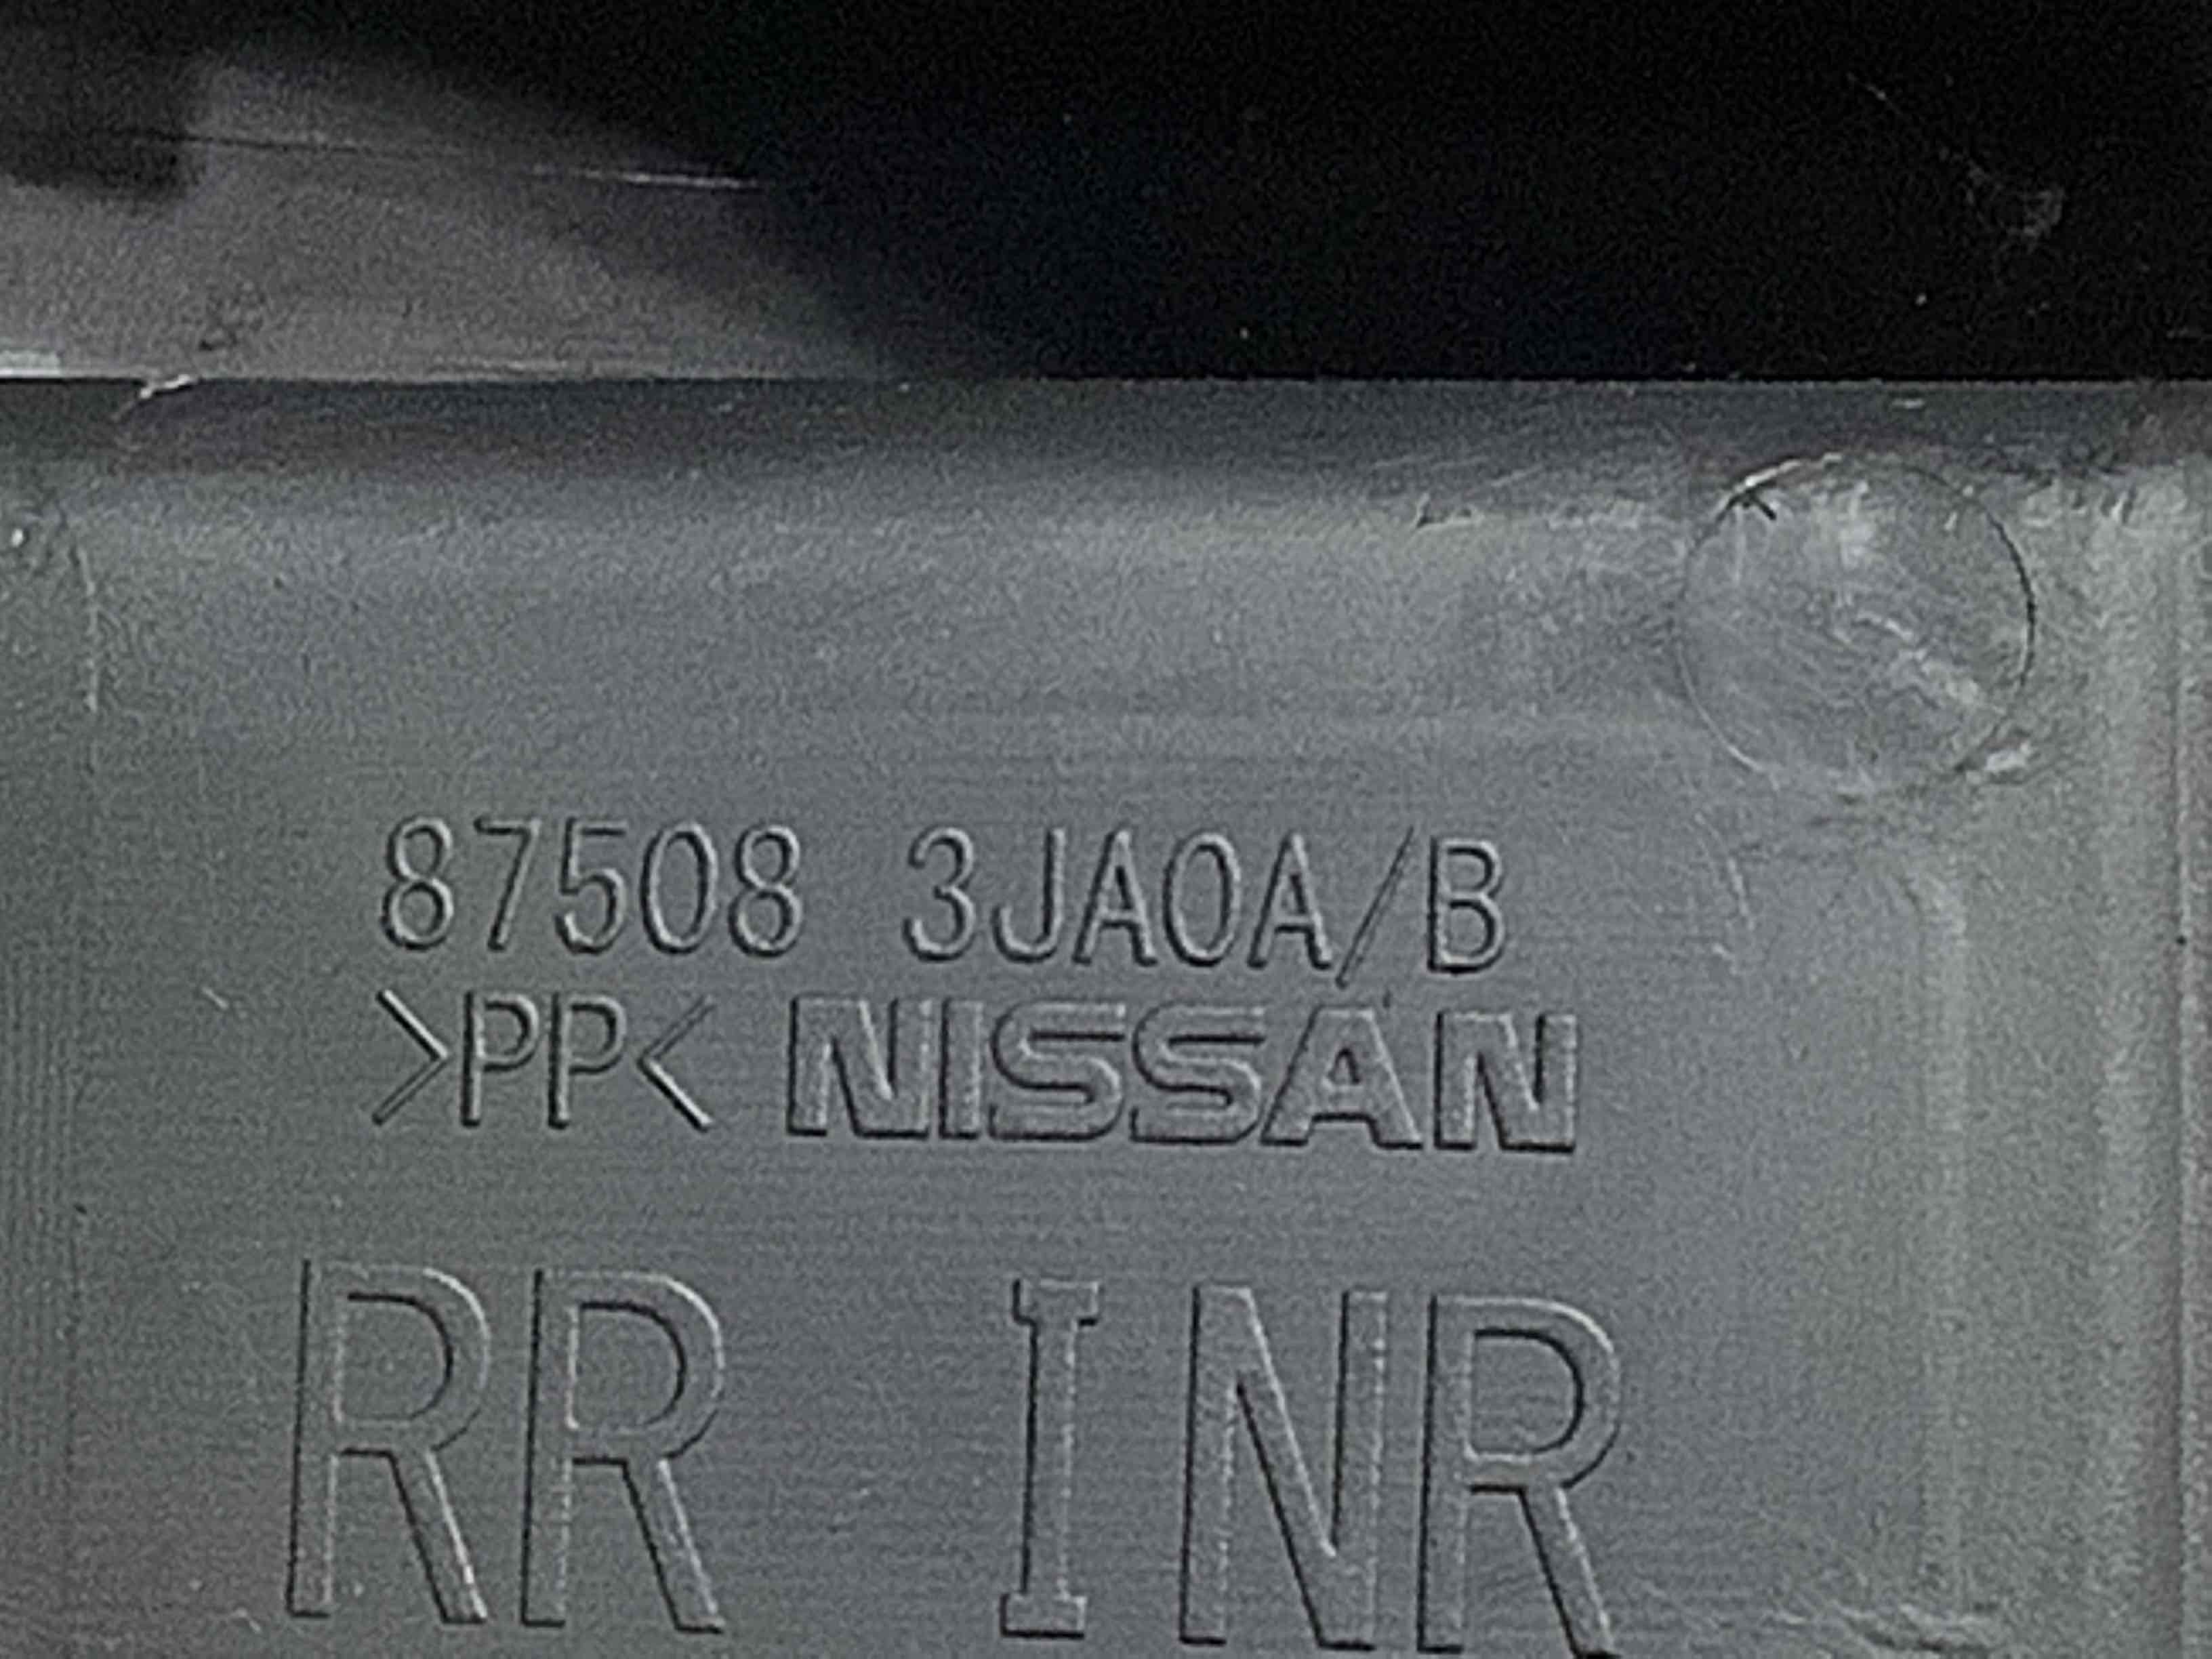 87508 3JA0A/B
>PP< NISSAN
RR INR